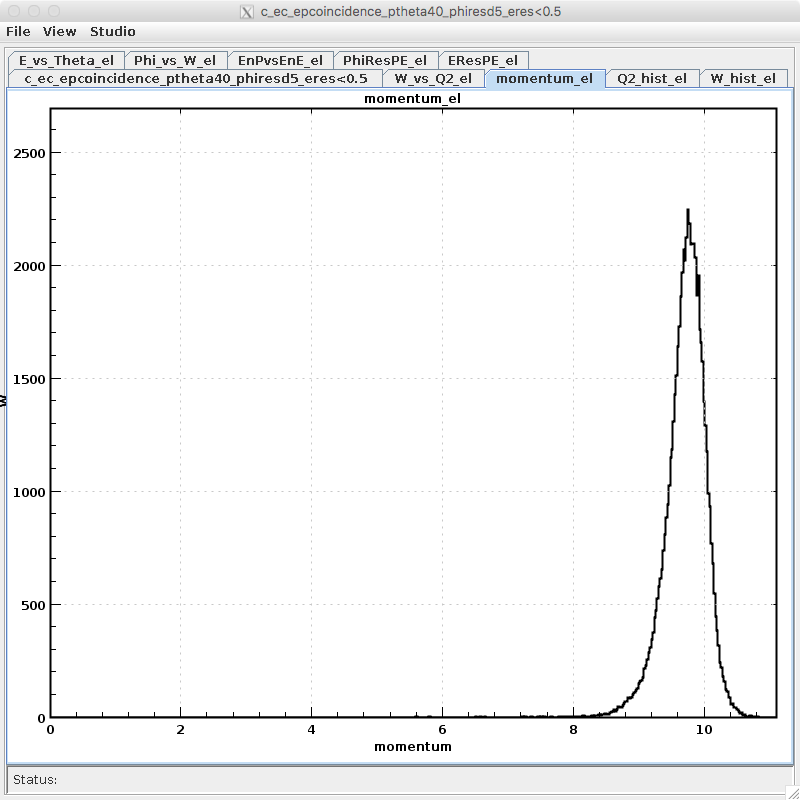 c_ec_epcoincidence_ptheta40_phiresd5_eres<0.5
File View Studio
E_vs_Theta_el Phi_vs_W_el EnPvsEnE_el PhiResPE_el EResPE_el
c_ec_epcoincidence_ptheta40_phiresd5_eres<0.5 W_vs_Q2_el momentum_el Q2_hist_el W_hist_el
momentum_el
2500
2000
1500
1000
500
0
0 2 4 6 8 10
momentum
Status: